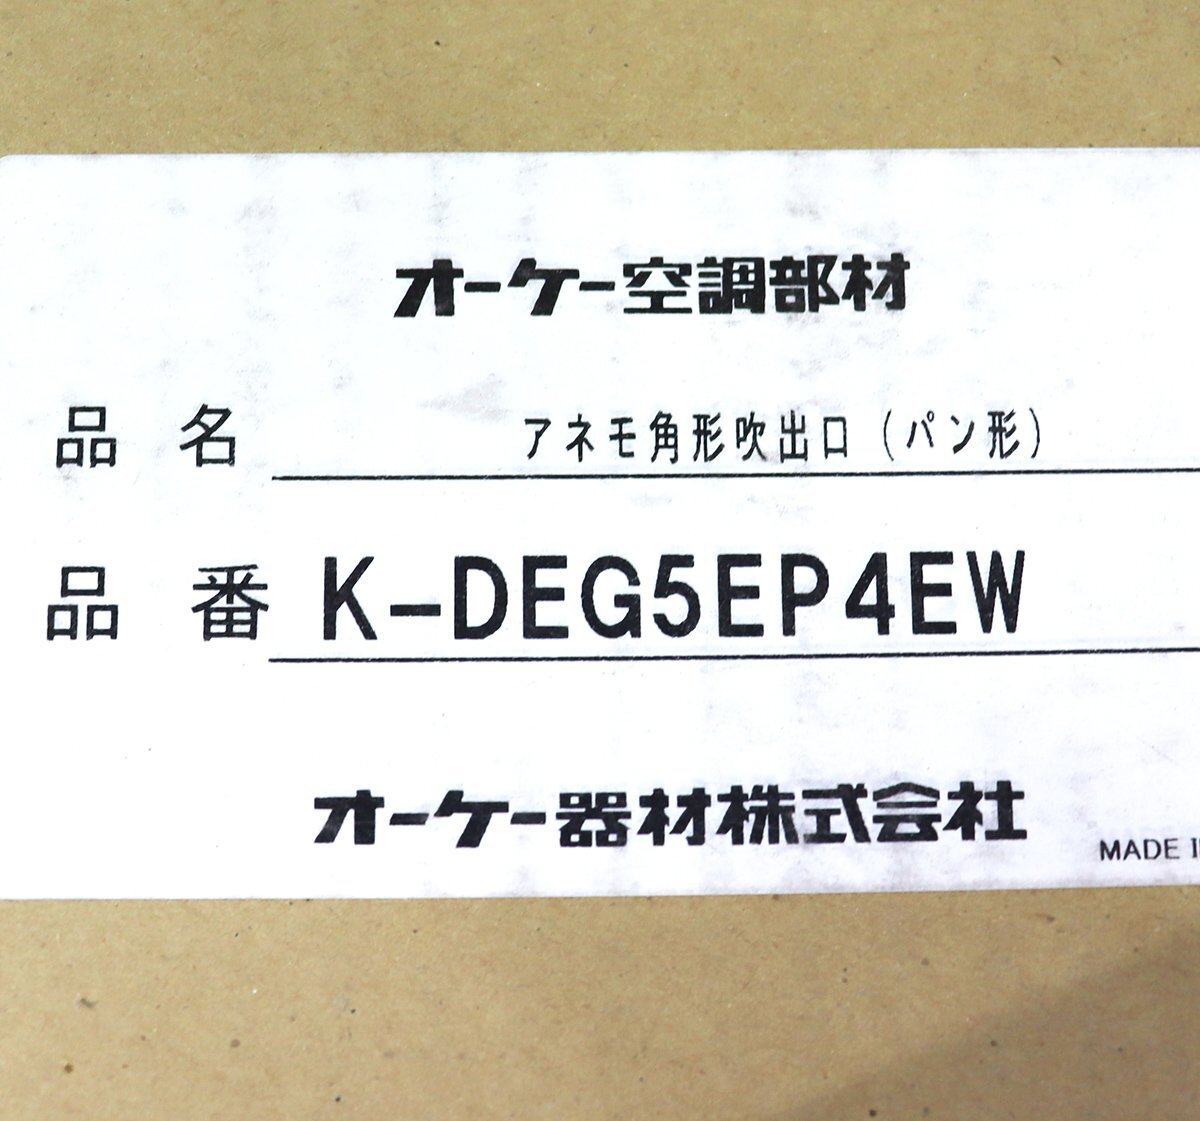 オーケー空調部材
品名 アネモ角形吹出口(パン形)
品番 K-DEG5EP4EW
オーケー器材株式会社
MADE